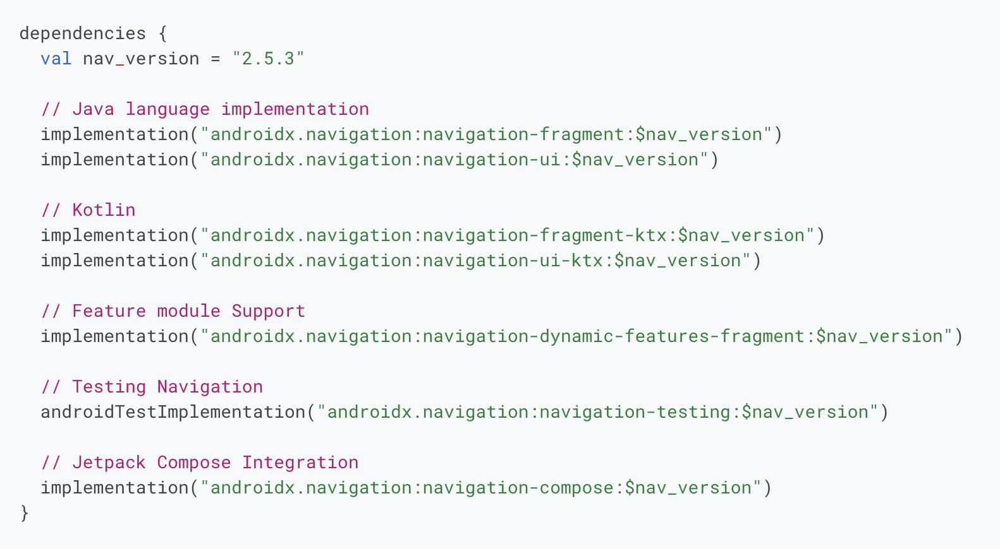 dependencies {
  val nav_version = "2.5.3"

  // Java language implementation
  implementation("androidx.navigation:navigation-fragment:$nav_version")
  implementation("androidx.navigation:navigation-ui:$nav_version")

  // Kotlin
  implementation("androidx.navigation:navigation-fragment-ktx:$nav_version")
  implementation("androidx.navigation:navigation-ui-ktx:$nav_version")

  // Feature module Support
  implementation("androidx.navigation:navigation-dynamic-features-fragment:$nav_version")

  // Testing Navigation
  androidTestImplementation("androidx.navigation:navigation-testing:$nav_version")

  // Jetpack Compose Integration
  implementation("androidx.navigation:navigation-compose:$nav_version")
}